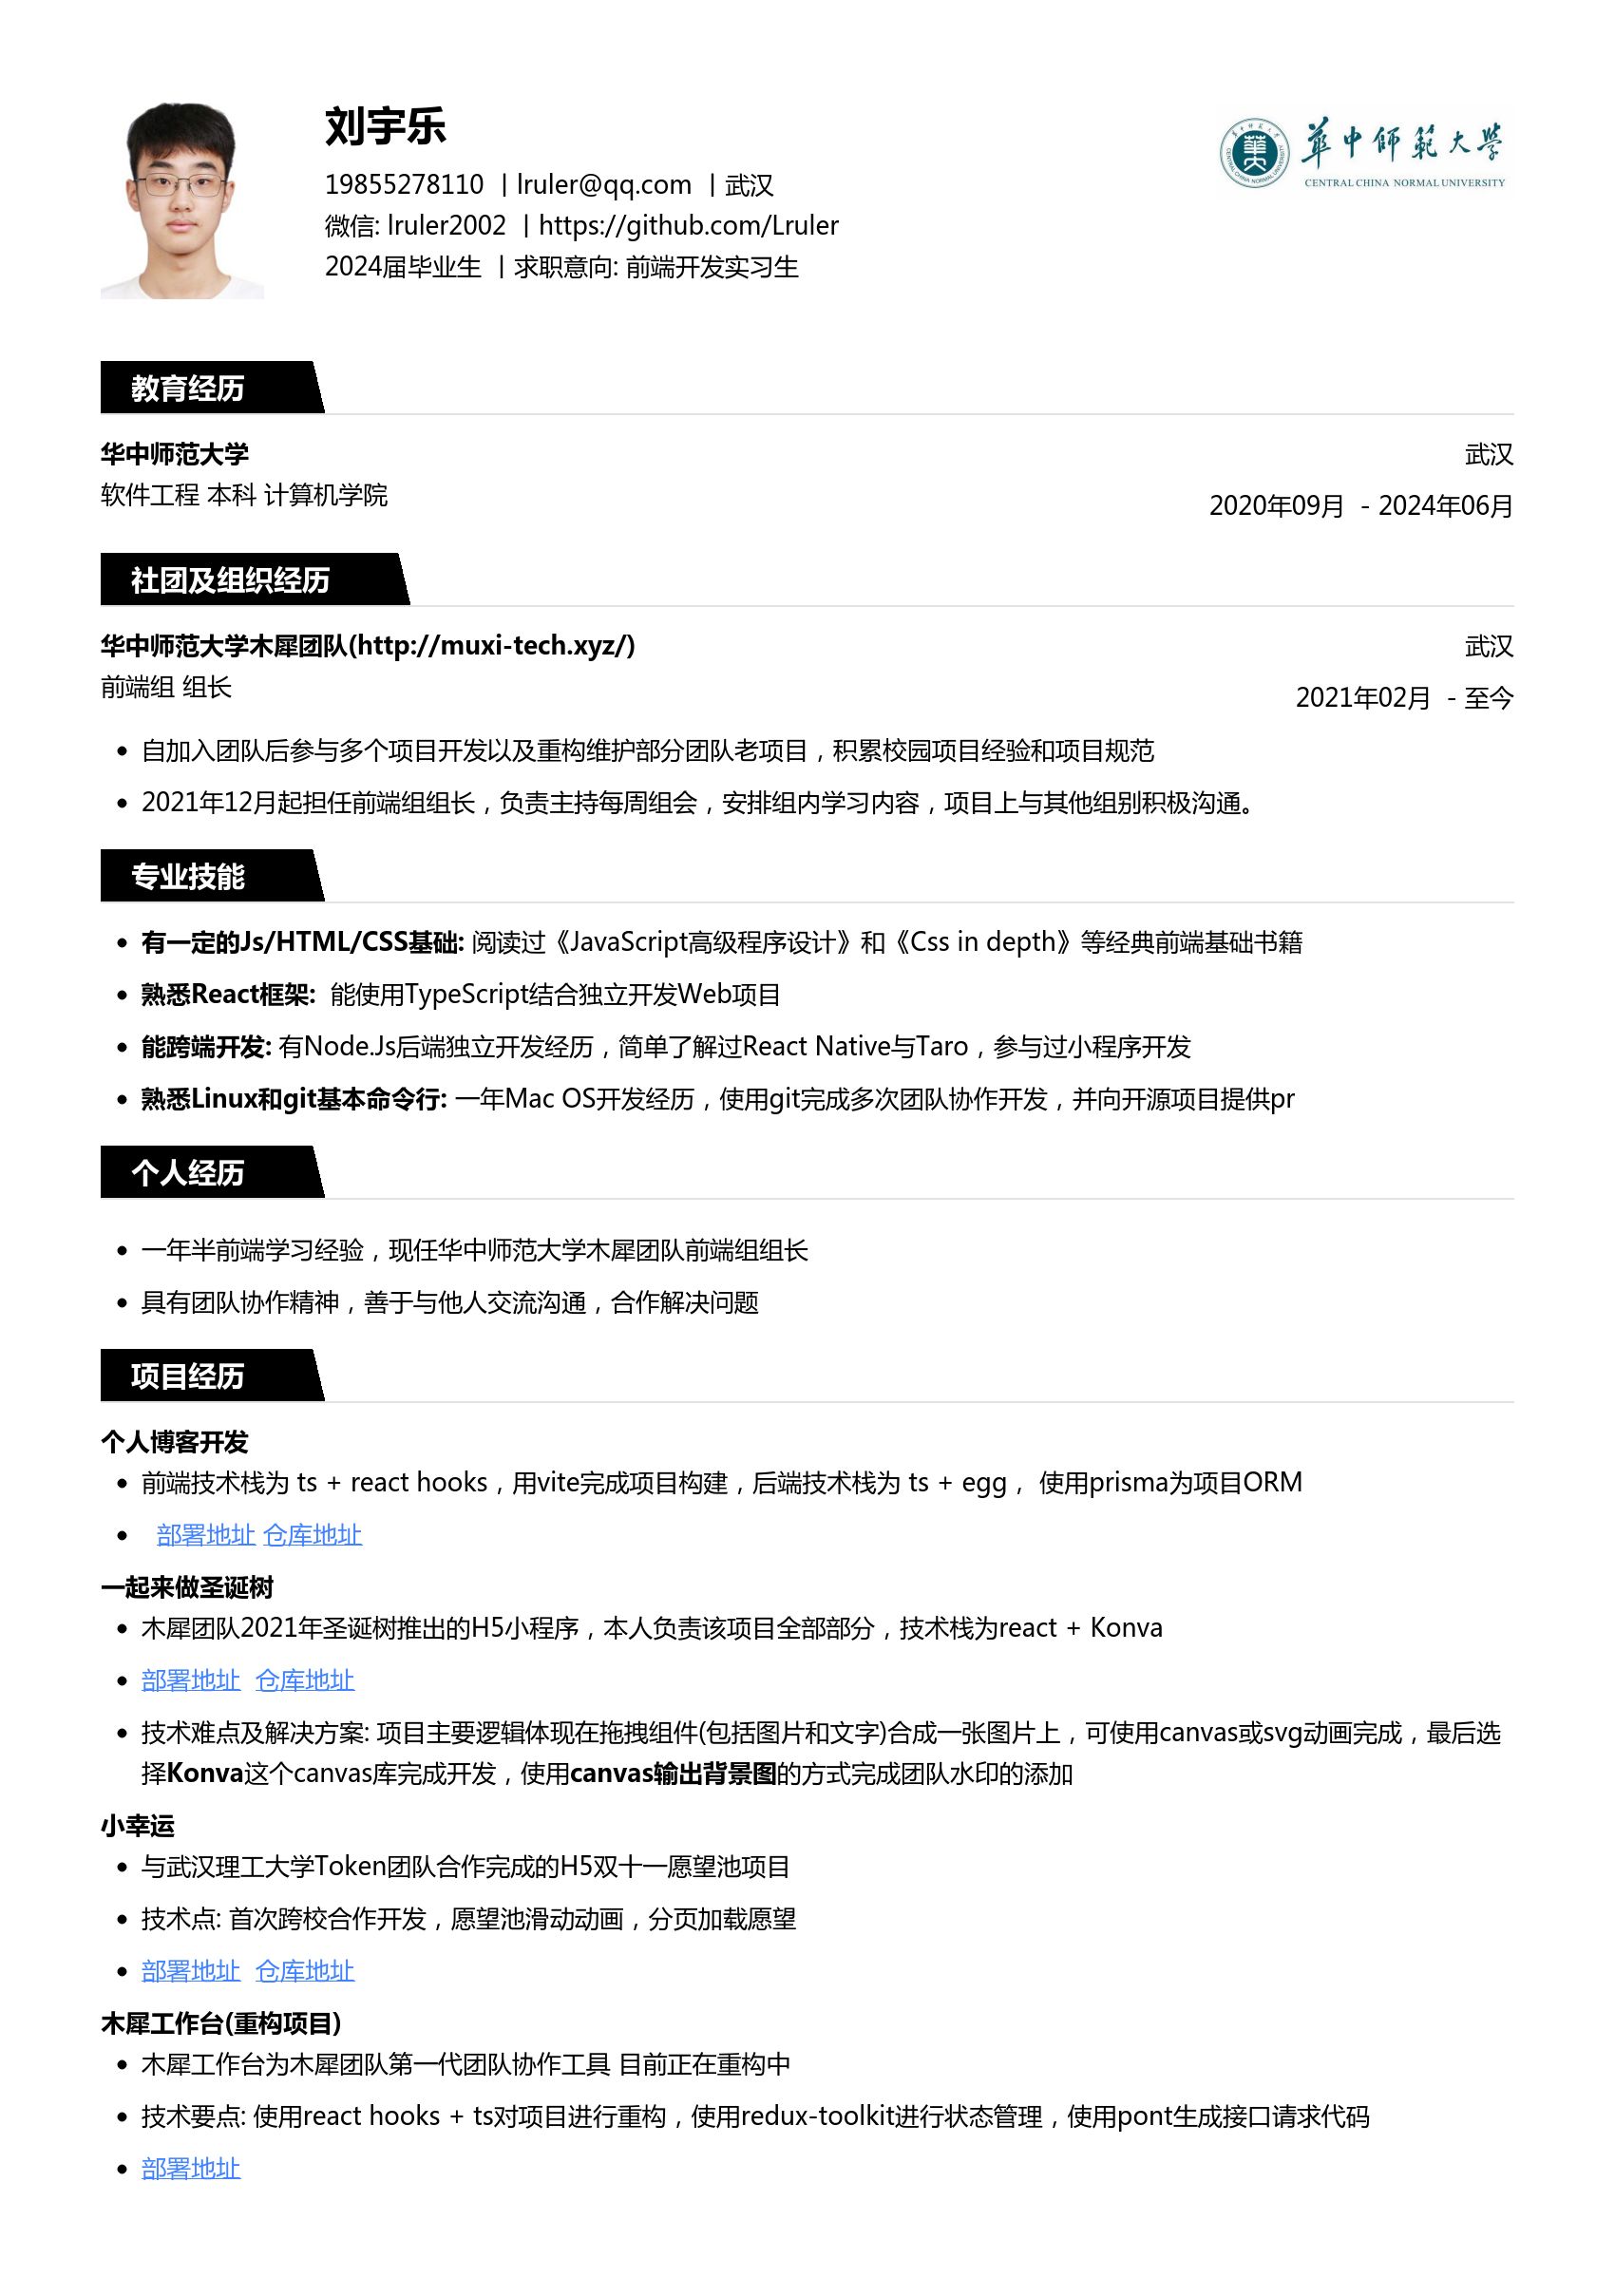 刘宇乐
19855278110 | lruler@qq.com | 武汉
微信: lruler2002 | https://github.com/Lruler
2024届毕业生 | 求职意向: 前端开发实习生
華中師範大學
CENTRAL CHINA NORMAL UNIVERSITY
教育经历
华中师范大学 武汉
软件工程 本科 计算机学院 2020年09月 - 2024年06月
社团及组织经历
华中师范大学木犀团队(http://muxi-tech.xyz/) 武汉
前端组 组长 2021年02月 - 至今
• 自加入团队后参与多个项目开发以及重构维护部分团队老项目，积累校园项目经验和项目规范
• 2021年12月起担任前端组组长，负责主持每周组会，安排组内学习内容，项目上与其他组别积极沟通。
专业技能
• 有一定的Js/HTML/CSS基础: 阅读过《JavaScript高级程序设计》和《Css in depth》等经典前端基础书籍
• 熟悉React框架: 能使用TypeScript结合独立开发Web项目
• 能跨端开发: 有Node.Js后端独立开发经历，简单了解过React Native与Taro，参与过小程序开发
• 熟悉Linux和git基本命令行: 一年Mac OS开发经历，使用git完成多次团队协作开发，并向开源项目提供pr
个人经历
• 一年半前端学习经验，现任华中师范大学木犀团队前端组组长
• 具有团队协作精神，善于与他人交流沟通，合作解决问题
项目经历
个人博客开发
• 前端技术栈为 ts + react hooks，用vite完成项目构建，后端技术栈为 ts + egg， 使用prisma为项目ORM
• 部署地址 仓库地址
一起来做圣诞树
• 木犀团队2021年圣诞树推出的H5小程序，本人负责该项目全部部分，技术栈为react + Konva
• 部署地址 仓库地址
• 技术难点及解决方案: 项目主要逻辑体现在拖拽组件(包括图片和文字)合成一张图片上，可使用canvas或svg动画完成，最后选
择Konva这个canvas库完成开发，使用canvas输出背景图的方式完成团队水印的添加
小幸运
• 与武汉理工大学Token团队合作完成的H5双十一愿望池项目
• 技术点: 首次跨校合作开发，愿望池滑动动画，分页加载愿望
• 部署地址 仓库地址
木犀工作台(重构项目)
• 木犀工作台为木犀团队第一代团队协作工具 目前正在重构中
• 技术要点: 使用react hooks + ts对项目进行重构，使用redux-toolkit进行状态管理，使用pont生成接口请求代码
• 部署地址